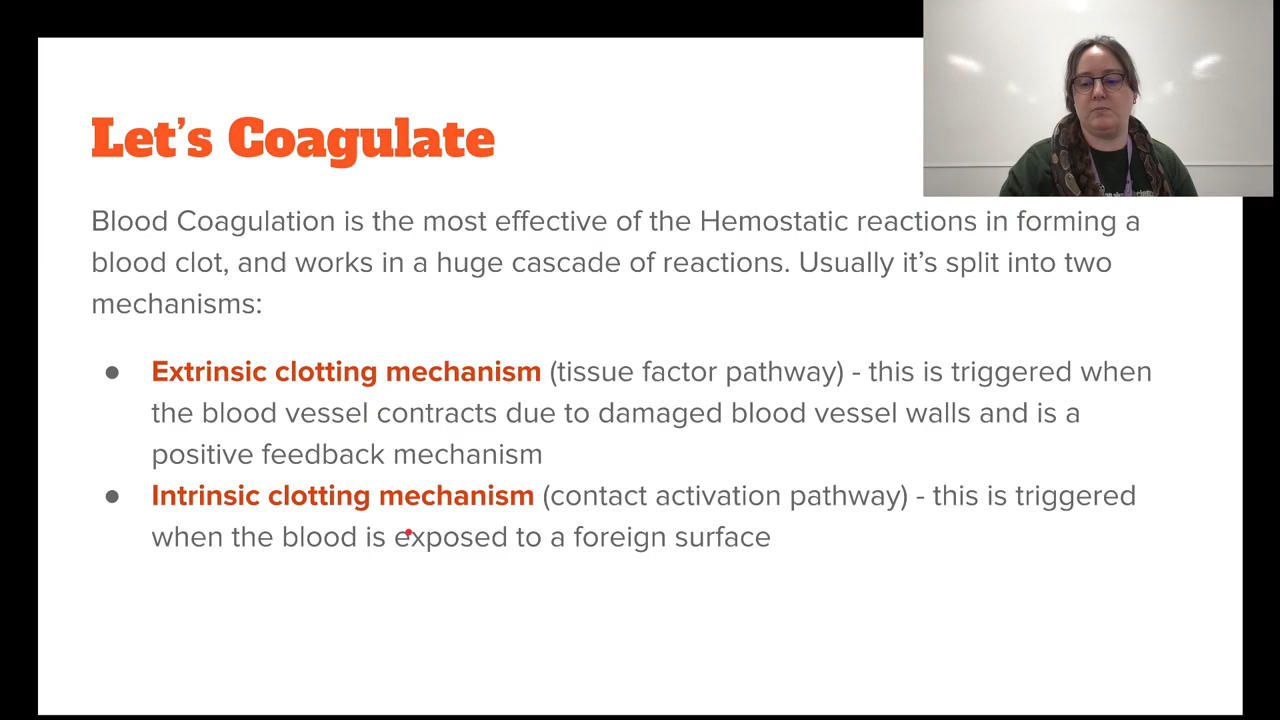 Let's Coagulate
Blood Coagulation is the most effective of the Hemostatic reactions in forming a
blood clot, and works in a huge cascade of reactions. Usually it's split into two
mechanisms:
● Extrinsic clotting mechanism (tissue factor pathway) - this is triggered when
the blood vessel contracts due to damaged blood vessel walls and is a
positive feedback mechanism
● Intrinsic clotting mechanism (contact activation pathway) - this is triggered
when the blood is exposed to a foreign surface